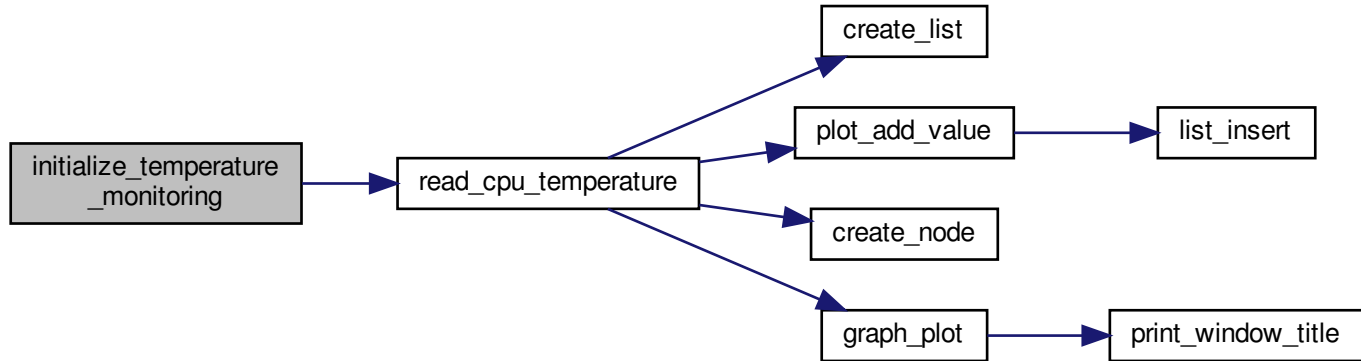 initialize_temperature
_monitoring
read_cpu_temperature
create_list
plot_add_value
create_node
graph_plot
list_insert
print_window_title